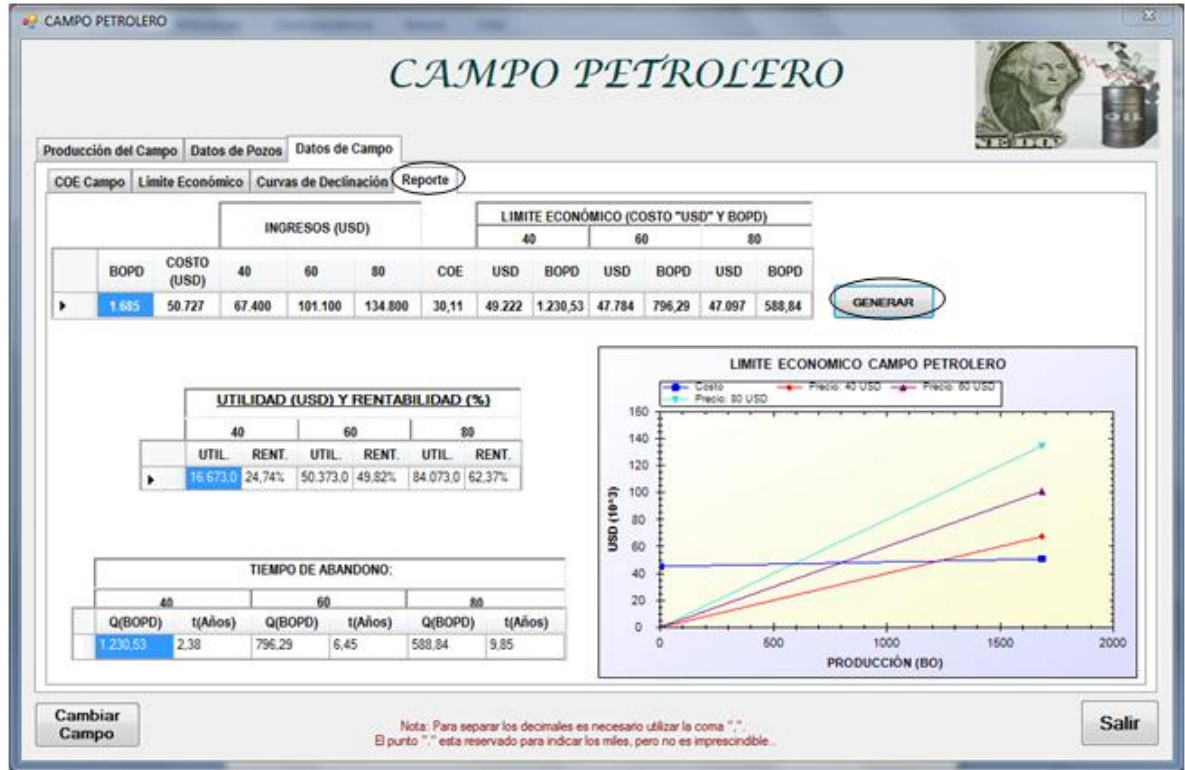 CAMPO PETROLERO
CAMPO PETROLERO
OIL
Producción del Campo Datos de Pozos Datos de Campo
COE Campo Limite Económico Curvas de Declinación Reporte
INGRESOS (USD) LIMITE ECONÓMICO (COSTO "USD" Y BOPD)
40 60 80
BOPD COSTO (USD) 40 60 80 COE USD BOPD USD BOPD USD BOPD
1.685 50.727 67.400 101.100 134.800 30,11 49.222 1.230,53 47.784 796,29 47.097 588,84
GENERAR
UTILIDAD (USD) Y RENTABILIDAD (%)
40 60 80
UTIL. RENT. UTIL. RENT. UTIL. RENT.
16.673,0 24,74% 50.373,0 49,82% 84.073,0 62,37%
TIEMPO DE ABANDONO:
40 60 80
Q(BOPD) t(Años) Q(BOPD) t(Años) Q(BOPD) t(Años)
1.230,53 2,38 796,29 6,45 588,84 9,85
LIMITE ECONOMICO CAMPO PETROLERO
Costo Precio: 40 USD Precio: 60 USD
Precio: 80 USD
160
140
120
100
80
60
40
20
0
USD (10^3)
0 500 1000 1500 2000
PRODUCCIÓN (BO)
Cambiar
Campo
Nota: Para separar los decimales es necesario utilizar la coma ",".
El punto "." esta reservado para indicar los miles, pero no es imprescindible..
Salir